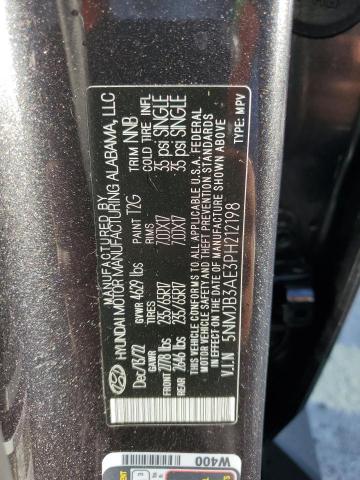 MANUFACTURED BY
HYUNDAI MOTOR MANUFACTURING ALABAMA, LLC
Dec/13/22 GVWR 4629 lbs PAINT T2G TRIM NNB
GAWR TIRES RIMS COLD TIRE INFL
FRONT 2778 lbs 235/65R17 7.0JX17 35 psi SINGLE
REAR 2646 lbs 235/65R17 7.0JX17 35 psi SINGLE
THIS VEHICLE CONFORMS TO ALL APPLICABLE U.S.A. FEDERAL
MOTOR VEHICLE SAFETY AND THEFT PREVENTION STANDARDS
IN EFFECT ON THE DATE OF MANUFACTURE SHOWN ABOVE
V.I.N 5NMJB3AE3PH212198 TYPE: MPV
W400